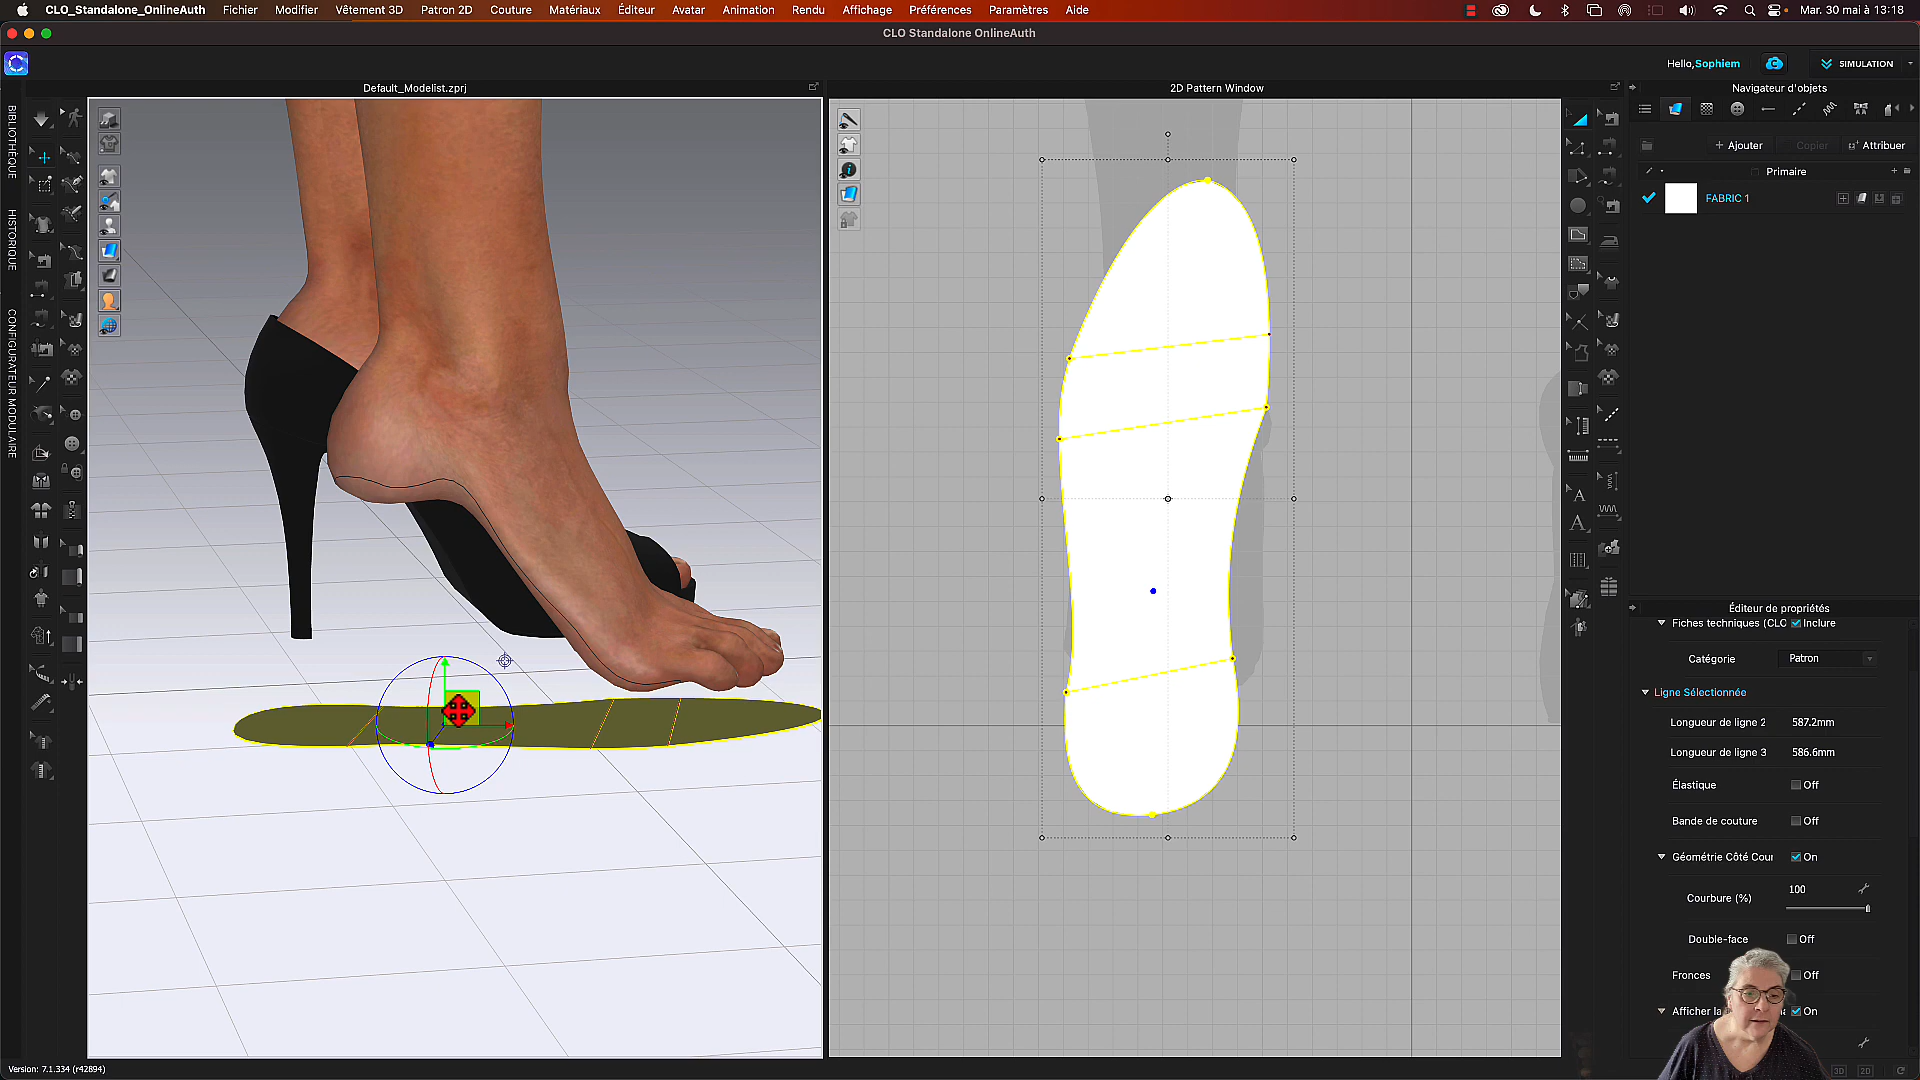 CLO_Standalone_OnlineAuth Fichier Modifier Vêtement 3D Patron 2D Couture Matériaux Éditeur Avatar Animation Rendu Affichage Préférences Paramètres Aide Mar. 30 mai à 13:18
CLO Standalone OnlineAuth
Hello,Sophiem SIMULATION
Default_Modelist.zprj
2D Pattern Window
Navigateur d'objets
BIBLIOTHÈQUE
HISTORIQUE
CONFIGURATEUR MODULAIRE
+ Ajouter Copier Attribuer
Primaire
FABRIC 1
Éditeur de propriétés
Fiches techniques (CLO Inclure
Catégorie Patron
Ligne Sélectionnée
Longueur de ligne 2 587.2mm
Longueur de ligne 3 586.6mm
Élastique Off
Bande de couture Off
Géométrie Côté Cour On
Courbure (%) 100
Double-face Off
Fronces Off
Afficher la On
Version: 7.1.334 (r42894)
3D 2D